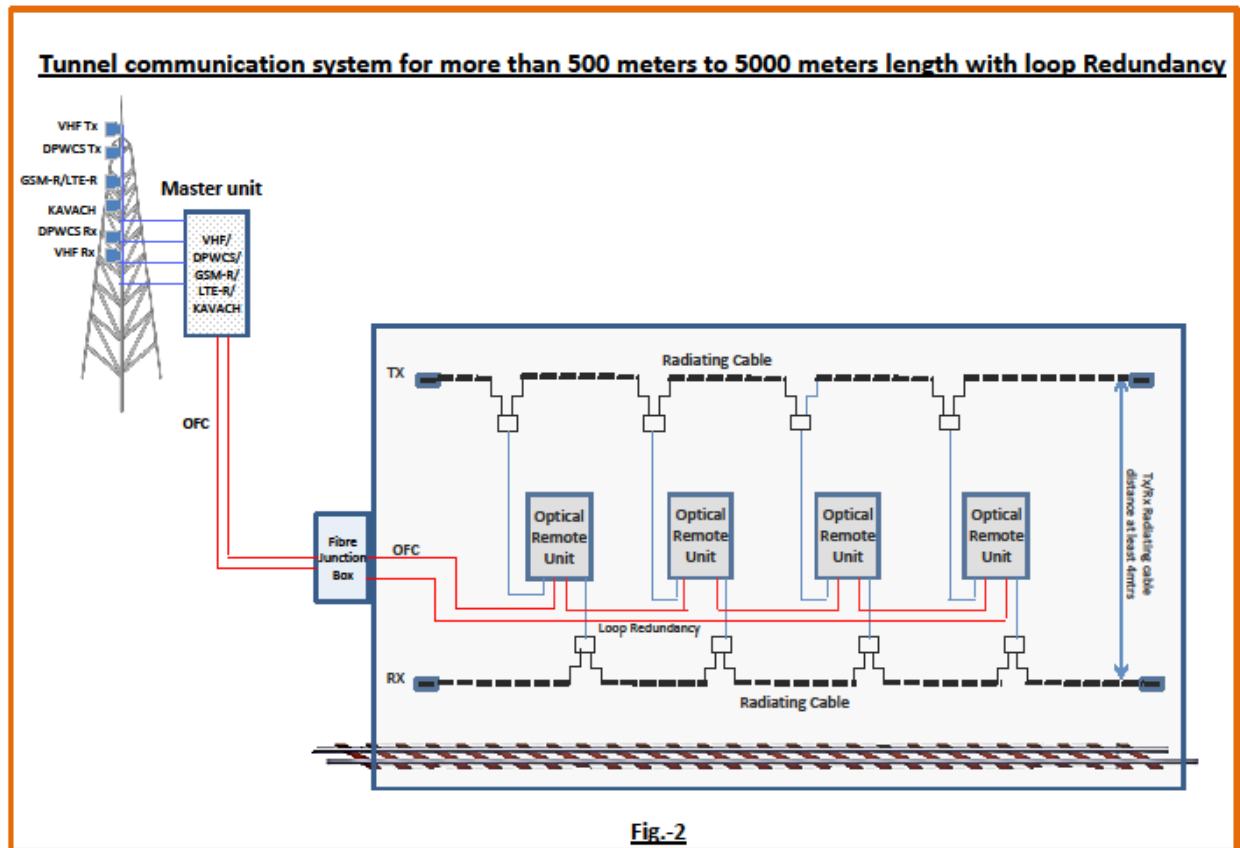 Tunnel communication system for more than 500 meters to 5000 meters length with loop Redundancy
VHF Tx
DPWCS Tx
GSM-R/LTE-R
KAVACH
DPWCS Rx
VHF Rx
Master unit
VHF/
DPWCS/
GSM-R/
LTE-R/
KAVACH
OFC
Fibre
Junction
Box
OFC
TX
Radiating Cable
Optical
Remote
Unit
Optical
Remote
Unit
Optical
Remote
Unit
Optical
Remote
Unit
Tx/Rx Radiating cable
distance at least 4mtrs
Loop Redundancy
RX
Radiating Cable
Fig.-2